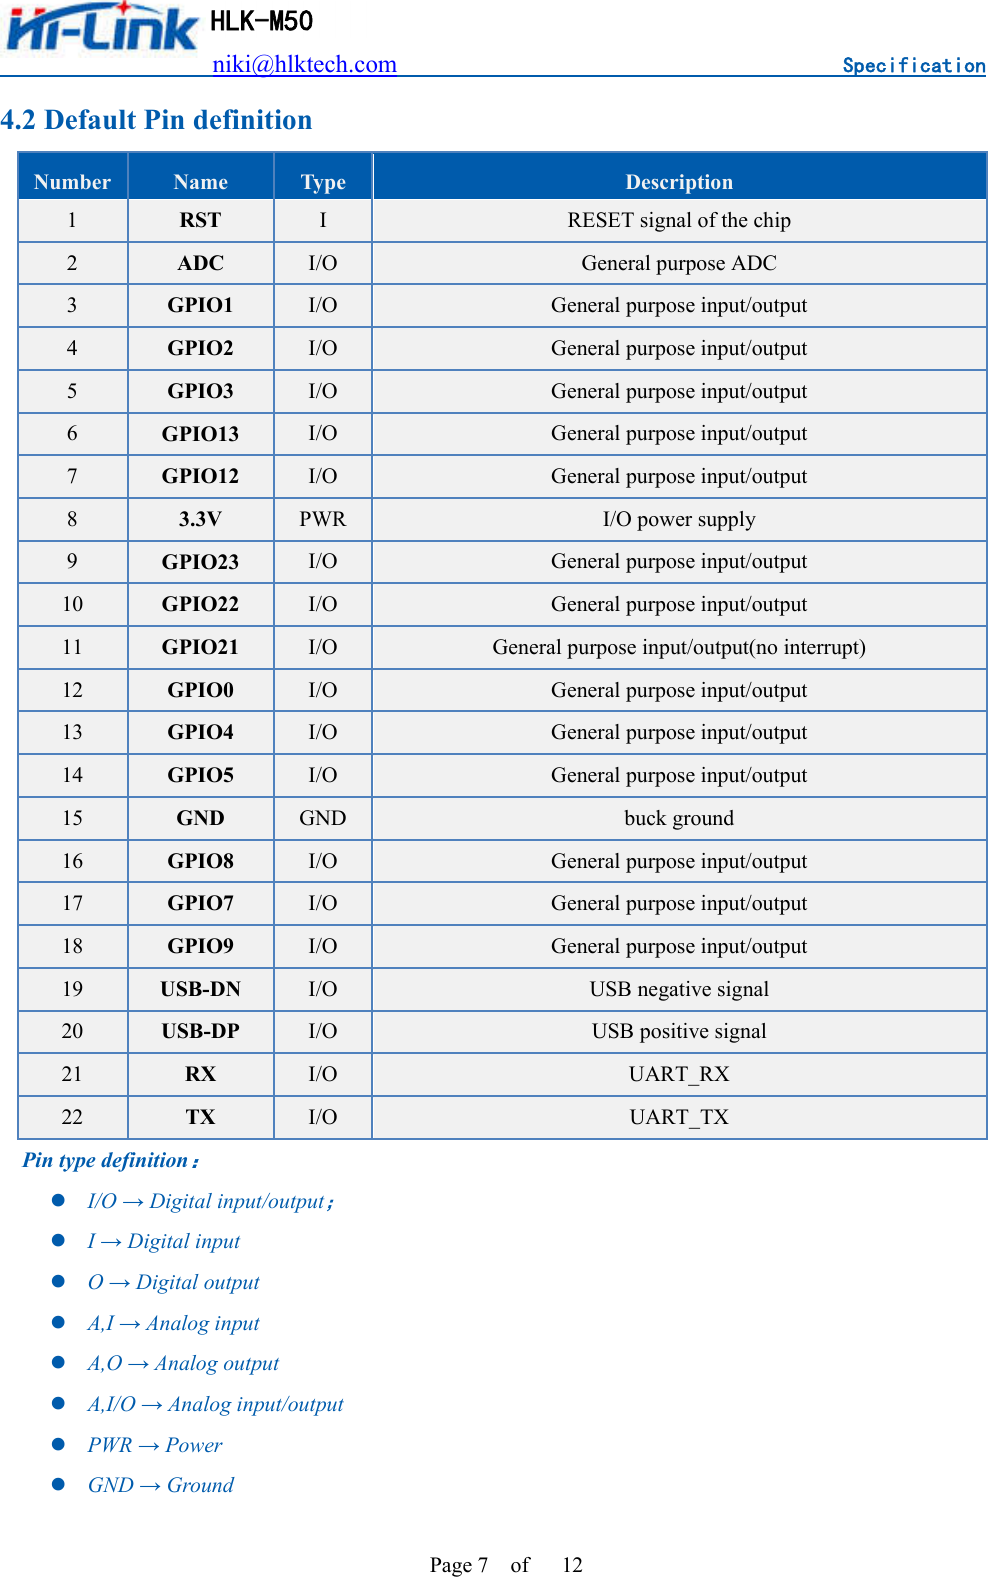 Hi-Link HLK-M50
niki@hlktech.com Specification
4.2 Default Pin definition
Number Name Type Description
1 RST I RESET signal of the chip
2 ADC I/O General purpose ADC
3 GPIO1 I/O General purpose input/output
4 GPIO2 I/O General purpose input/output
5 GPIO3 I/O General purpose input/output
6 GPIO13 I/O General purpose input/output
7 GPIO12 I/O General purpose input/output
8 3.3V PWR I/O power supply
9 GPIO23 I/O General purpose input/output
10 GPIO22 I/O General purpose input/output
11 GPIO21 I/O General purpose input/output(no interrupt)
12 GPIO0 I/O General purpose input/output
13 GPIO4 I/O General purpose input/output
14 GPIO5 I/O General purpose input/output
15 GND GND buck ground
16 GPIO8 I/O General purpose input/output
17 GPIO7 I/O General purpose input/output
18 GPIO9 I/O General purpose input/output
19 USB-DN I/O USB negative signal
20 USB-DP I/O USB positive signal
21 RX I/O UART_RX
22 TX I/O UART_TX
Pin type definition：
● I/O → Digital input/output；
● I → Digital input
● O → Digital output
● A,I → Analog input
● A,O → Analog output
● A,I/O → Analog input/output
● PWR → Power
● GND → Ground
Page 7 of 12